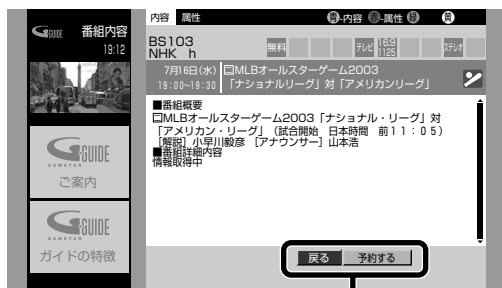 G GUIDE 番組内容
19:12
内容 属性 青-内容 赤-属性 緑 黄
BS103
NHK h 無料 テレビ 16:9 1125i ステレオ
7月16日(水) MLBオールスターゲーム2003
19:00~19:30 「ナショナルリーグ」対「アメリカンリーグ」
■番組概要
MLBオールスターゲーム2003「ナショナル・リーグ」対
「アメリカン・リーグ」(試合開始 日本時間 前11:05)
[解説]小早川毅彦 [アナウンサー]山本浩
■番組詳細内容
情報取得中
G GUIDE
GEMSTAR
ご案内
G GUIDE
GEMSTAR
ガイドの特徴
戻る 予約する